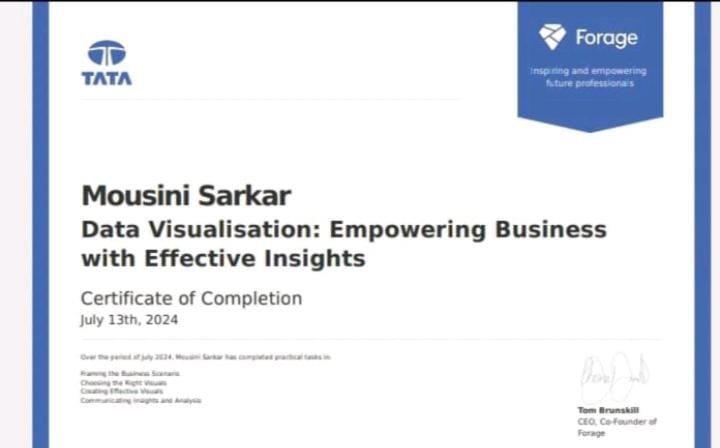 TATA
Forage
Inspiring and empowering
future professionals
Mousini Sarkar
Data Visualisation: Empowering Business
with Effective Insights
Certificate of Completion
July 13th, 2024
Over the period of July 2024, Mousini Sarkar has completed practical tasks in:
Framing the Business Scenario
Choosing the Right Visuals
Creating Effective Visuals
Communicating Insights and Analysis
Tom Brunskill
CEO, Co-Founder of
Forage